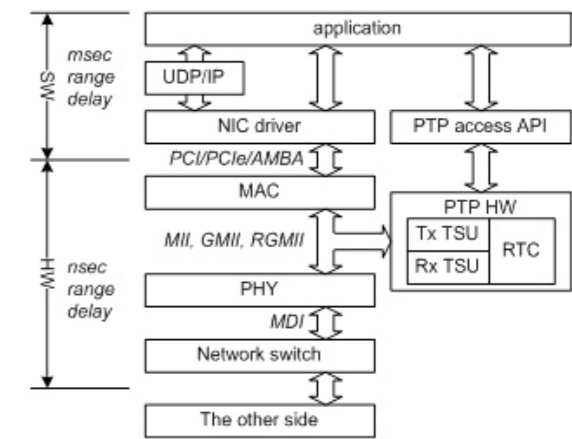 application
msec
range
delay
SW
UDP/IP
NIC driver
PTP access API
PCI/PCIe/AMBA
MAC
PTP HW
Tx TSU
Rx TSU
RTC
MII, GMII, RGMII
HW
nsec
range
delay
PHY
MDI
Network switch
The other side